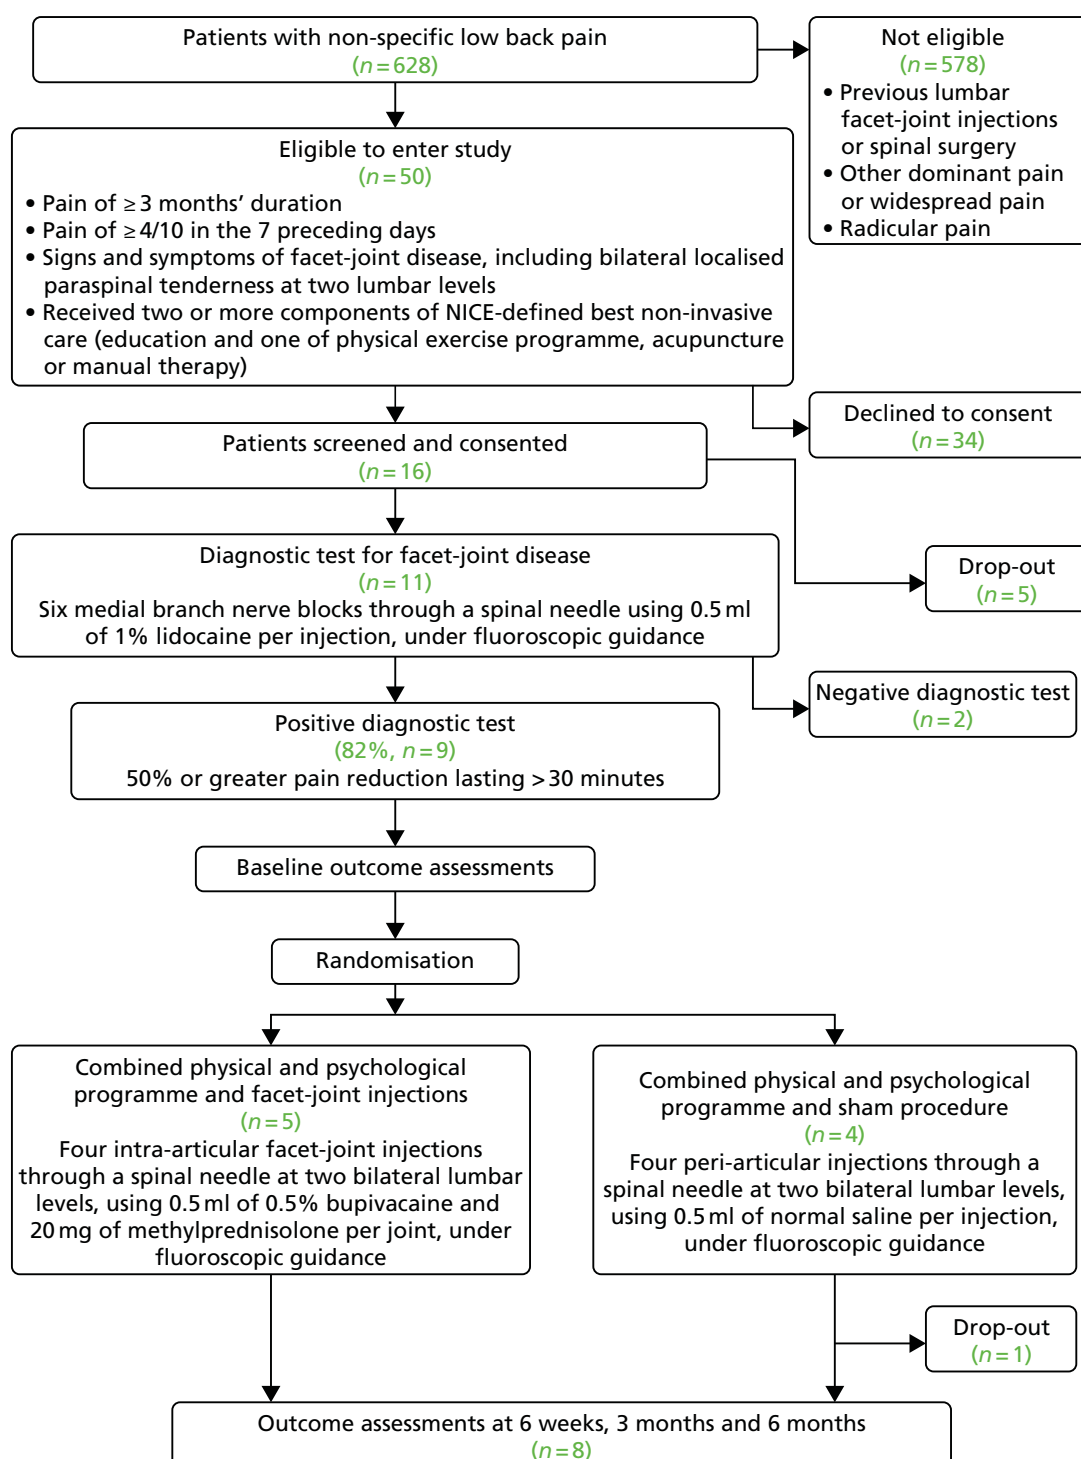 Patients with non-specific low back pain
(n=628)
Not eligible
(n=578)
• Previous lumbar
facet-joint injections
or spinal surgery
• Other dominant pain
or widespread pain
• Radicular pain
Eligible to enter study
(n=50)
• Pain of ≥3 months’ duration
• Pain of ≥4/10 in the 7 preceding days
• Signs and symptoms of facet-joint disease, including bilateral localised
paraspinal tenderness at two lumbar levels
• Received two or more components of NICE-defined best non-invasive
care (education and one of physical exercise programme, acupuncture
or manual therapy)
Declined to consent
(n=34)
Patients screened and consented
(n=16)
Drop-out
(n=5)
Diagnostic test for facet-joint disease
(n=11)
Six medial branch nerve blocks through a spinal needle using 0.5 ml
of 1% lidocaine per injection, under fluoroscopic guidance
Negative diagnostic test
(n=2)
Positive diagnostic test
(82%, n=9)
50% or greater pain reduction lasting >30 minutes
Baseline outcome assessments
Randomisation
Combined physical and psychological
programme and facet-joint injections
(n=5)
Four intra-articular facet-joint injections
through a spinal needle at two bilateral lumbar
levels, using 0.5 ml of 0.5% bupivacaine and
20 mg of methylprednisolone per joint, under
fluoroscopic guidance
Combined physical and psychological
programme and sham procedure
(n=4)
Four peri-articular injections through a
spinal needle at two bilateral lumbar levels,
using 0.5 ml of normal saline per injection,
under fluoroscopic guidance
Drop-out
(n=1)
Outcome assessments at 6 weeks, 3 months and 6 months
(n=8)